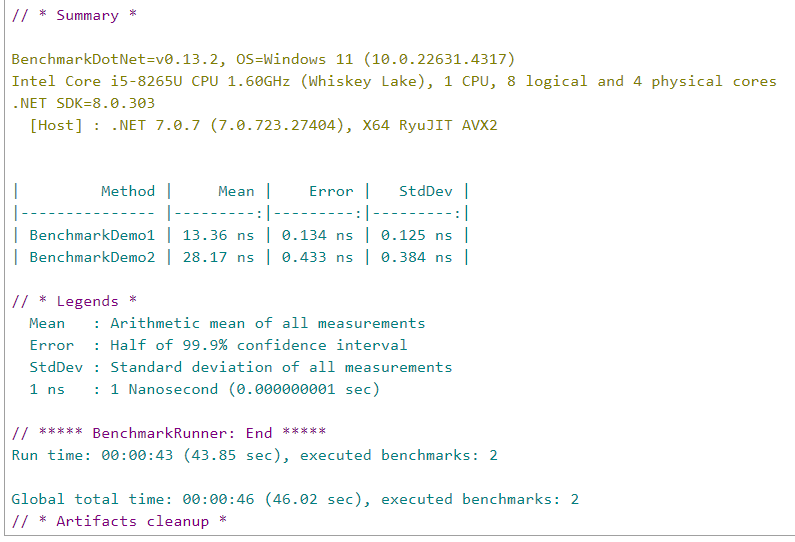 // * Summary *
BenchmarkDotNet=v0.13.2, OS=Windows 11 (10.0.22631.4317)
Intel Core i5-8265U CPU 1.60GHz (Whiskey Lake), 1 CPU, 8 logical and 4 physical cores
.NET SDK=8.0.303
  [Host] : .NET 7.0.7 (7.0.723.27404), X64 RyuJIT AVX2
|         Method |     Mean |    Error |   StdDev |
|--------------- |---------:|---------:|---------:|
| BenchmarkDemo1 | 13.36 ns | 0.134 ns | 0.125 ns |
| BenchmarkDemo2 | 28.17 ns | 0.433 ns | 0.384 ns |
// * Legends *
  Mean   : Arithmetic mean of all measurements
  Error  : Half of 99.9% confidence interval
  StdDev : Standard deviation of all measurements
  1 ns   : 1 Nanosecond (0.000000001 sec)
// ***** BenchmarkRunner: End *****
Run time: 00:00:43 (43.85 sec), executed benchmarks: 2
Global total time: 00:00:46 (46.02 sec), executed benchmarks: 2
// * Artifacts cleanup *